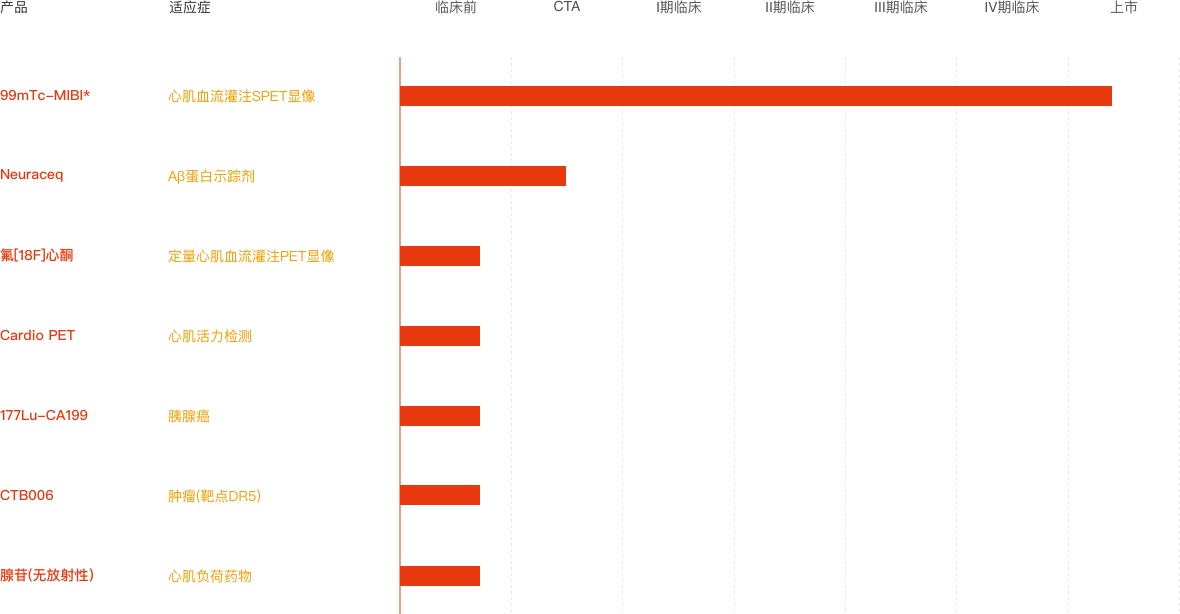 产品 适应症 临床前 CTA I期临床 II期临床 III期临床 IV期临床 上市
99mTc-MIBI* 心肌血流灌注SPET显像
Neuraceq Aβ蛋白示踪剂
氟[18F]心酮 定量心肌血流灌注PET显像
Cardio PET 心肌活力检测
177Lu-CA199 胰腺癌
CTB006 肿瘤(靶点DR5)
腺苷(无放射性) 心肌负荷药物